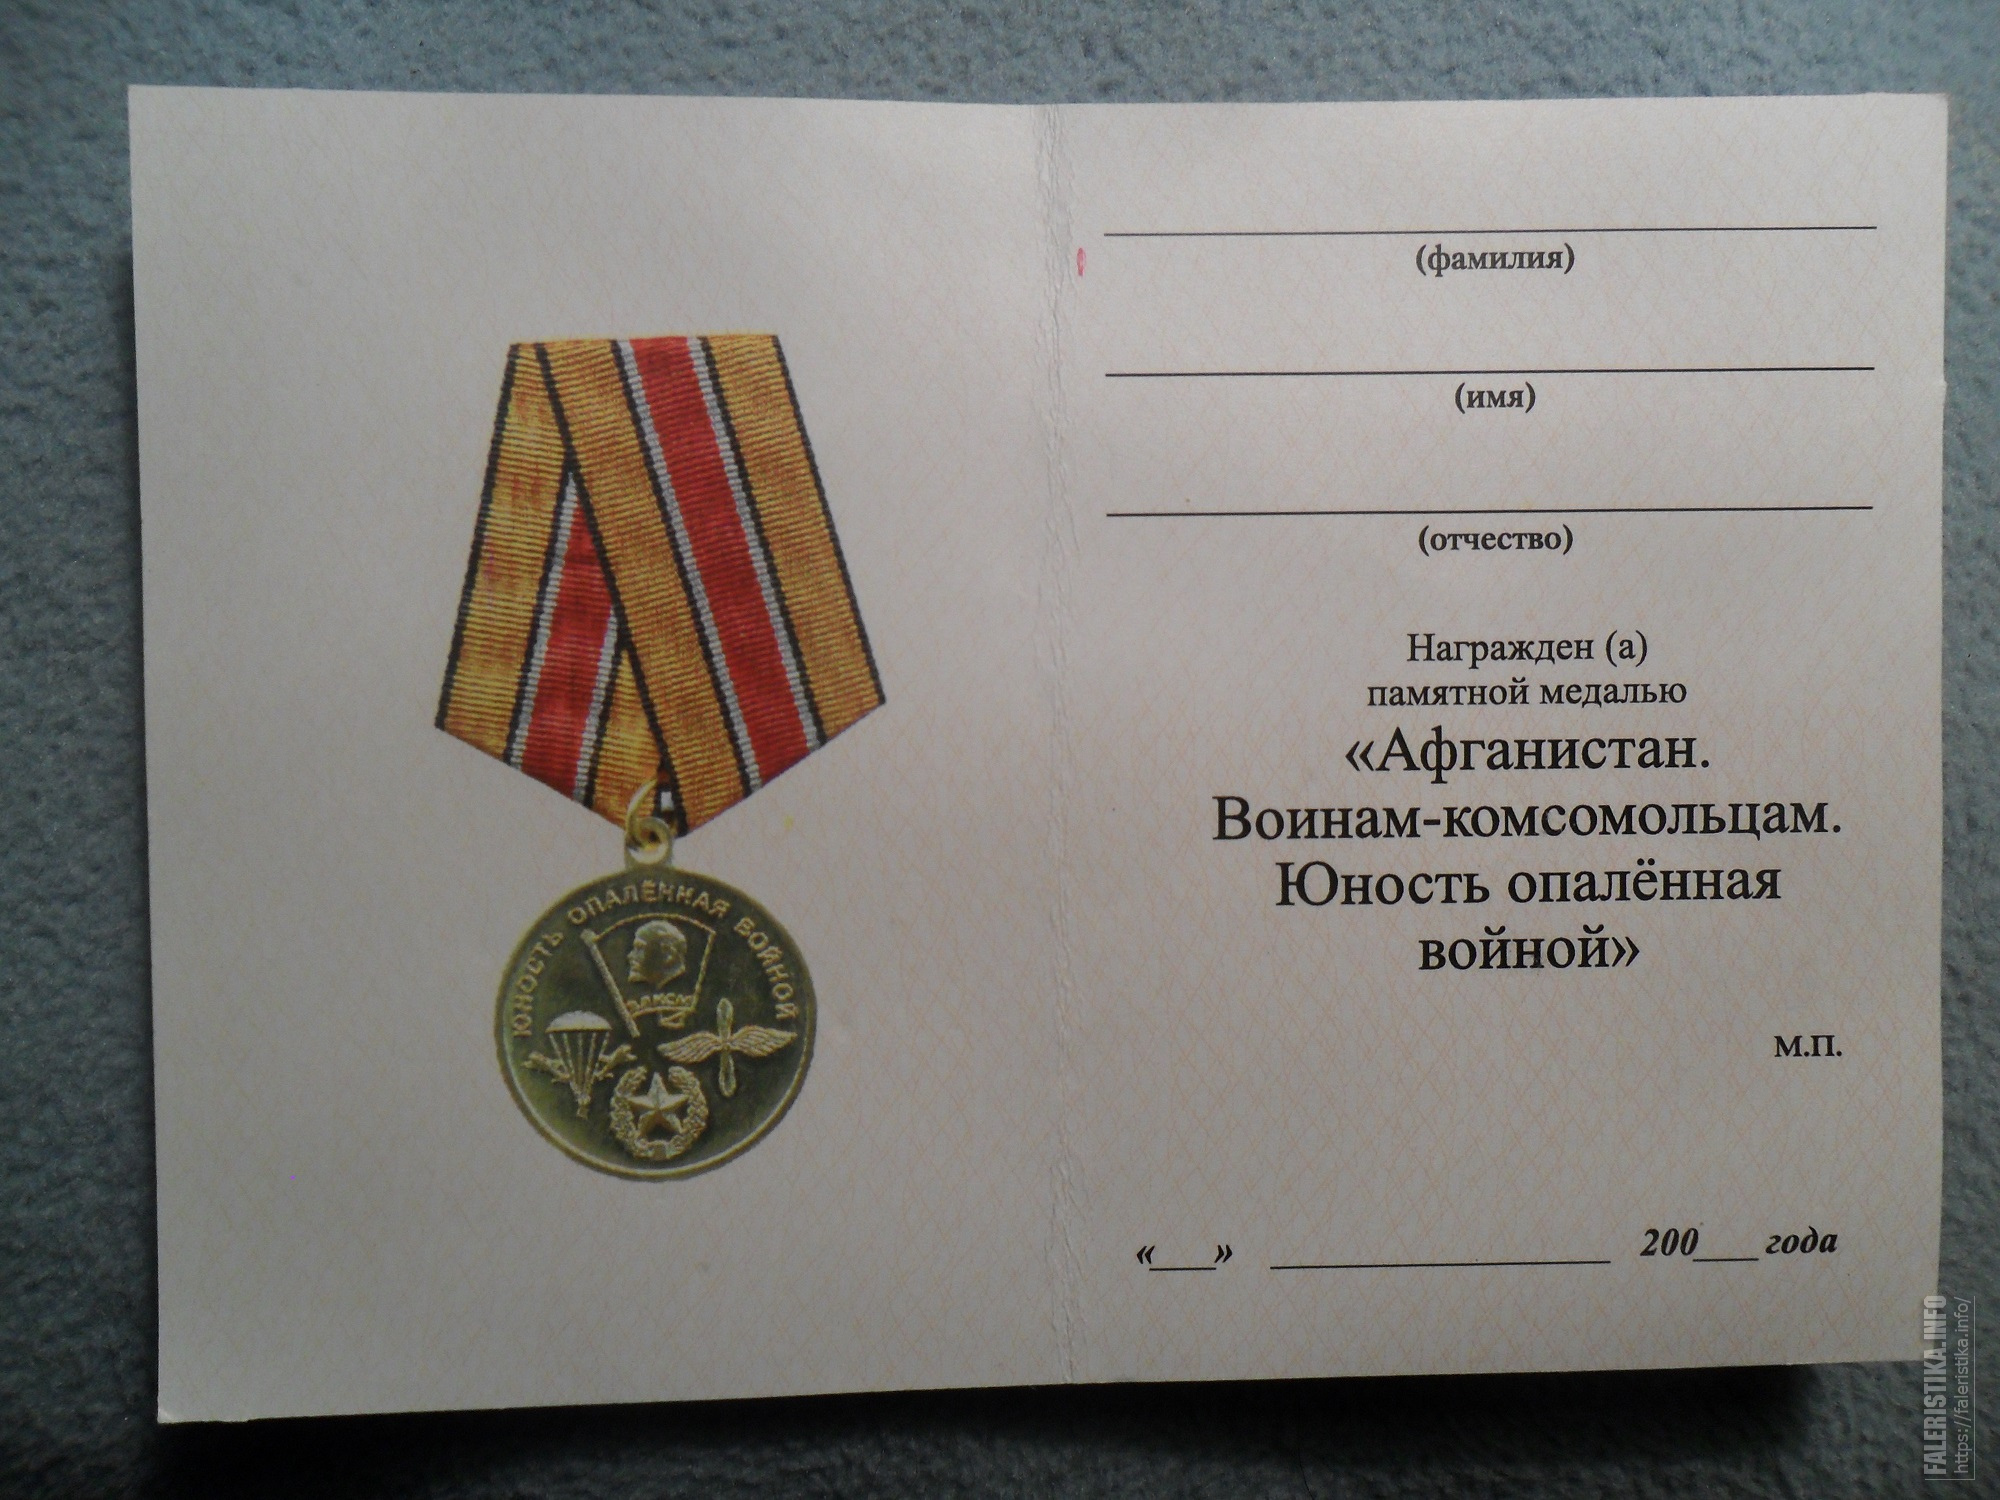 ЮНОСТЬ ОПАЛЁННАЯ ВОЙНОЙ
ВЛКСМ
(фамилия)
(имя)
(отчество)
Награжден (а)
памятной медалью
«Афганистан.
Воинам-комсомольцам.
Юность опалённая
войной»
М.П.
«___» ______________ 200___ года
FALERISTIKA.INFO
https://faleristika.info/